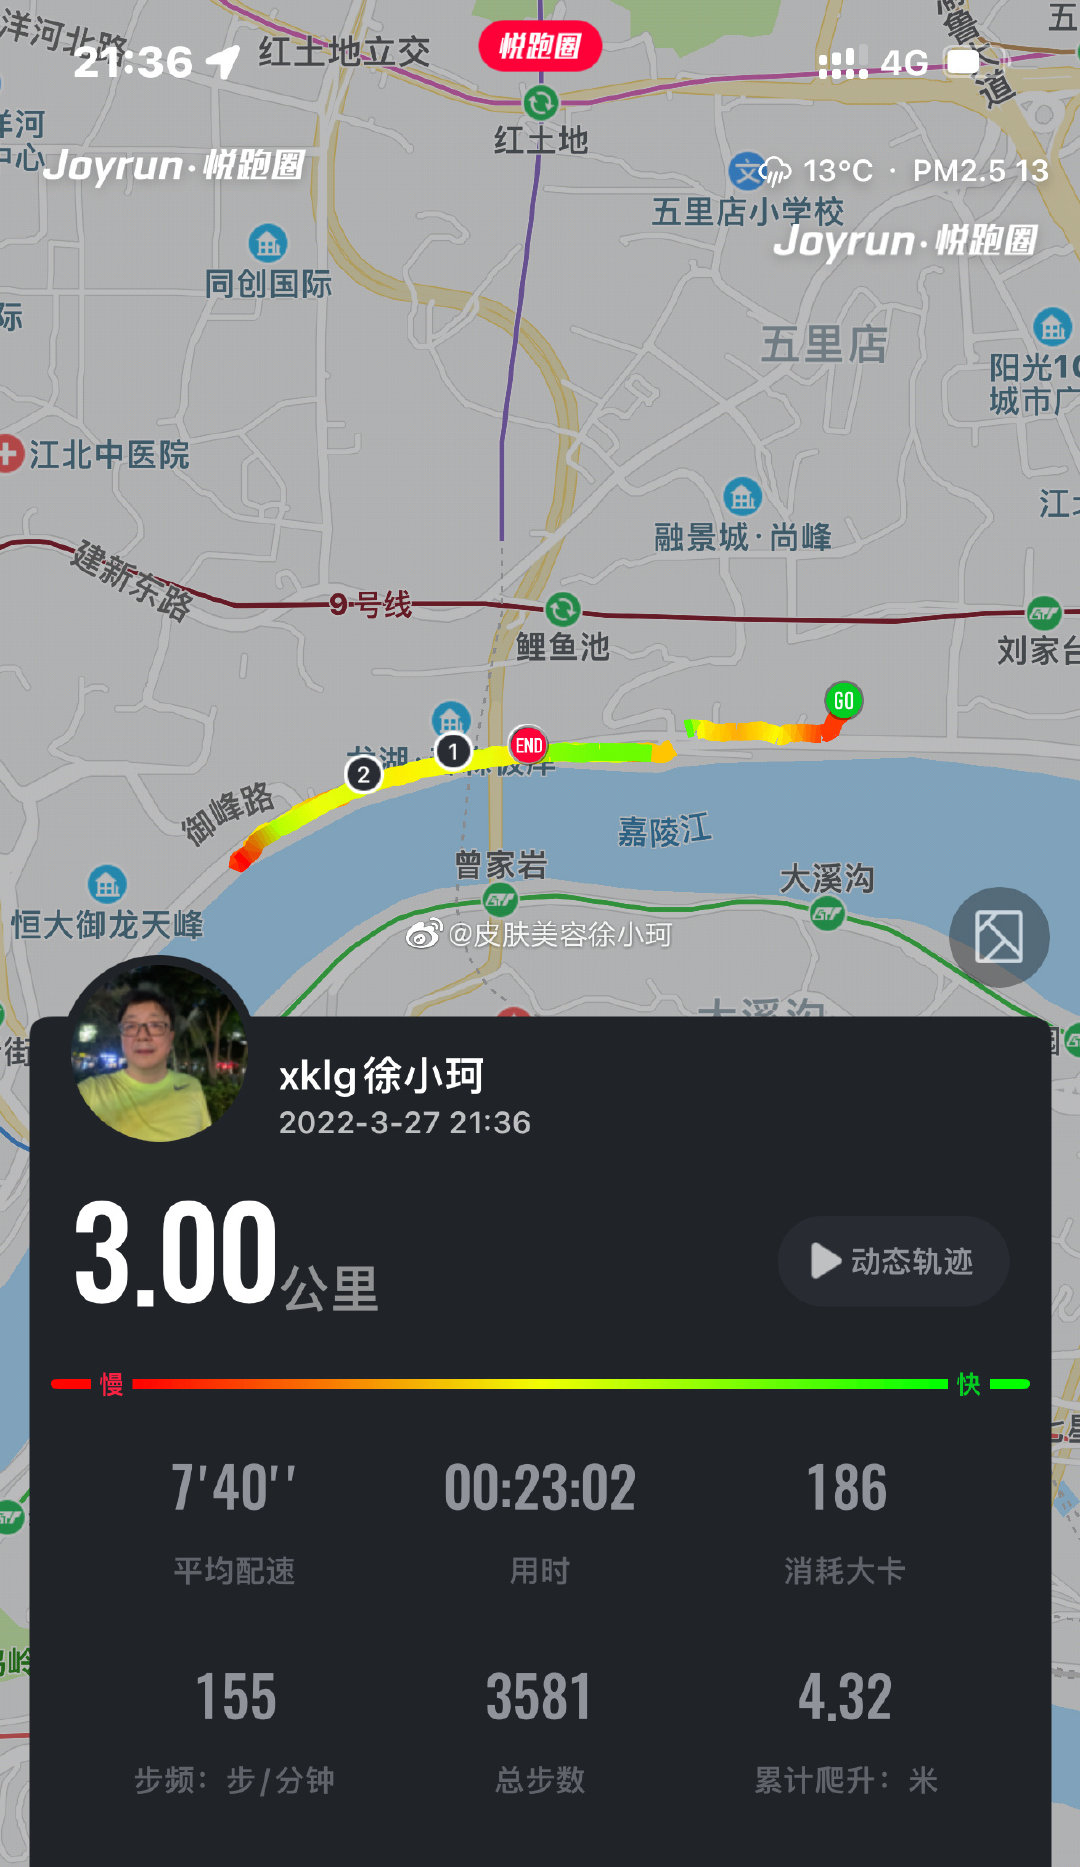 洋河北路
21:36
红土地立交
悦跑圈
4G
红土地
Joyrun·悦跑圈
13°C · PM2.5 13
五里店小学校
Joyrun·悦跑圈
同创国际
五里店
阳光10
城市广
江北中医院
融景城·尚峰
建新东路
9号线
鲤鱼池
刘家台
GO
END
1
2
御峰路
嘉陵江
曾家岩
大溪沟
恒大御龙天峰
@皮肤美容徐小珂
大溪沟
xklg徐小珂
2022-3-27 21:36
3.00公里
动态轨迹
慢
快
7'40''
00:23:02
186
平均配速
用时
消耗大卡
155
3581
4.32
步频：步/分钟
总步数
累计爬升：米